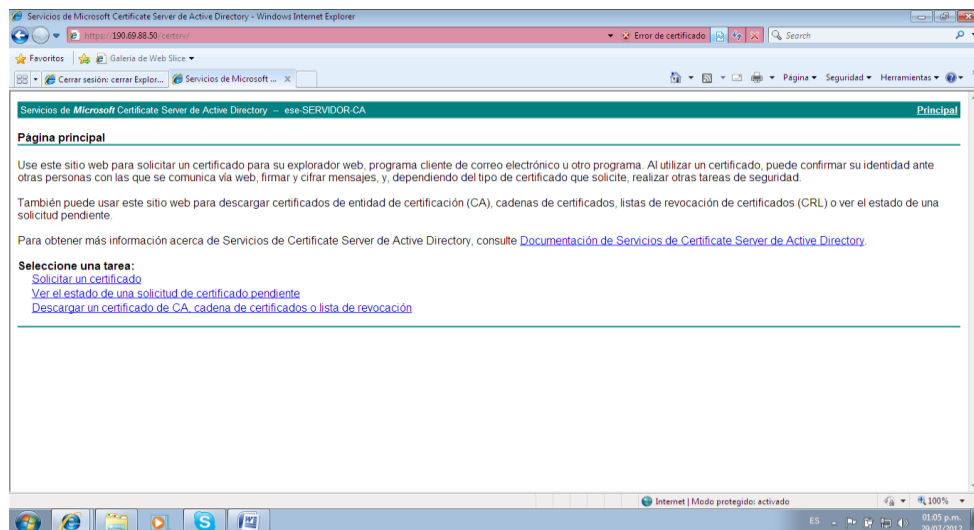 Servicios de Microsoft Certificate Server de Active Directory - Windows Internet Explorer
https://190.69.88.50/certsrv/
Error de certificado
Search
Favoritos
Galería de Web Slice
Cerrar sesión: cerrar Explor...
Servicios de Microsoft ...
Página
Seguridad
Herramientas
Servicios de Microsoft Certificate Server de Active Directory -- ese-SERVIDOR-CA
Principal
Página principal
Use este sitio web para solicitar un certificado para su explorador web, programa cliente de correo electrónico u otro programa. Al utilizar un certificado, puede confirmar su identidad ante
otras personas con las que se comunica vía web, firmar y cifrar mensajes, y, dependiendo del tipo de certificado que solicite, realizar otras tareas de seguridad.
También puede usar este sitio web para descargar certificados de entidad de certificación (CA), cadenas de certificados, listas de revocación de certificados (CRL) o ver el estado de una
solicitud pendiente.
Para obtener más información acerca de Servicios de Certificate Server de Active Directory, consulte Documentación de Servicios de Certificate Server de Active Directory.
Seleccione una tarea:
Solicitar un certificado
Ver el estado de una solicitud de certificado pendiente
Descargar un certificado de CA, cadena de certificados o lista de revocación
Internet | Modo protegido: activado
100%
ES
01:05 p.m.
29/07/2012